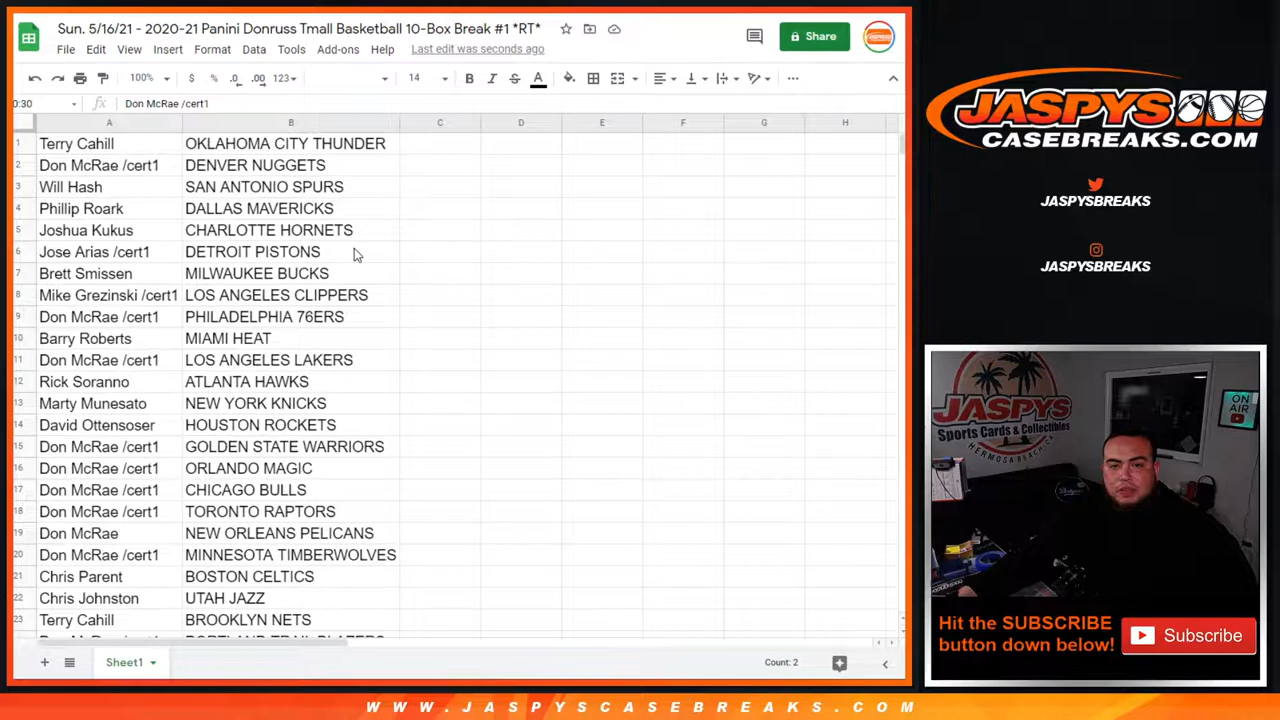 Sun. 5/16/21 - 2020-21 Panini Donruss Tmall Basketball 10-Box Break #1 *RT*
File Edit View Insert Format Data Tools Add-ons Help Last edit was seconds ago
Share
100% $ % .0 .00 123 14 B I S A
:30 fx Don McRae /cert1
A B C D E F G H
1 Terry Cahill OKLAHOMA CITY THUNDER
2 Don McRae /cert1 DENVER NUGGETS
3 Will Hash SAN ANTONIO SPURS
4 Phillip Roark DALLAS MAVERICKS
5 Joshua Kukus CHARLOTTE HORNETS
6 Jose Arias /cert1 DETROIT PISTONS
7 Brett Smissen MILWAUKEE BUCKS
8 Mike Grezinski /cert1 LOS ANGELES CLIPPERS
9 Don McRae /cert1 PHILADELPHIA 76ERS
10 Barry Roberts MIAMI HEAT
11 Don McRae /cert1 LOS ANGELES LAKERS
12 Rick Soranno ATLANTA HAWKS
13 Marty Munesato NEW YORK KNICKS
14 David Ottensoser HOUSTON ROCKETS
15 Don McRae /cert1 GOLDEN STATE WARRIORS
16 Don McRae /cert1 ORLANDO MAGIC
17 Don McRae /cert1 CHICAGO BULLS
18 Don McRae /cert1 TORONTO RAPTORS
19 Don McRae NEW ORLEANS PELICANS
20 Don McRae /cert1 MINNESOTA TIMBERWOLVES
21 Chris Parent BOSTON CELTICS
22 Chris Johnston UTAH JAZZ
23 Terry Cahill BROOKLYN NETS
Sheet1
Count: 2
JASPYS
CASEBREAKS.COM
JASPYSBREAKS
JASPYSBREAKS
JASPYS
Sports Cards & Collectibles
HERMOSA BEACH
ON
AIR
Hit the SUBSCRIBE
button down below!
Subscribe
WWW.JASPYSCASEBREAKS.COM